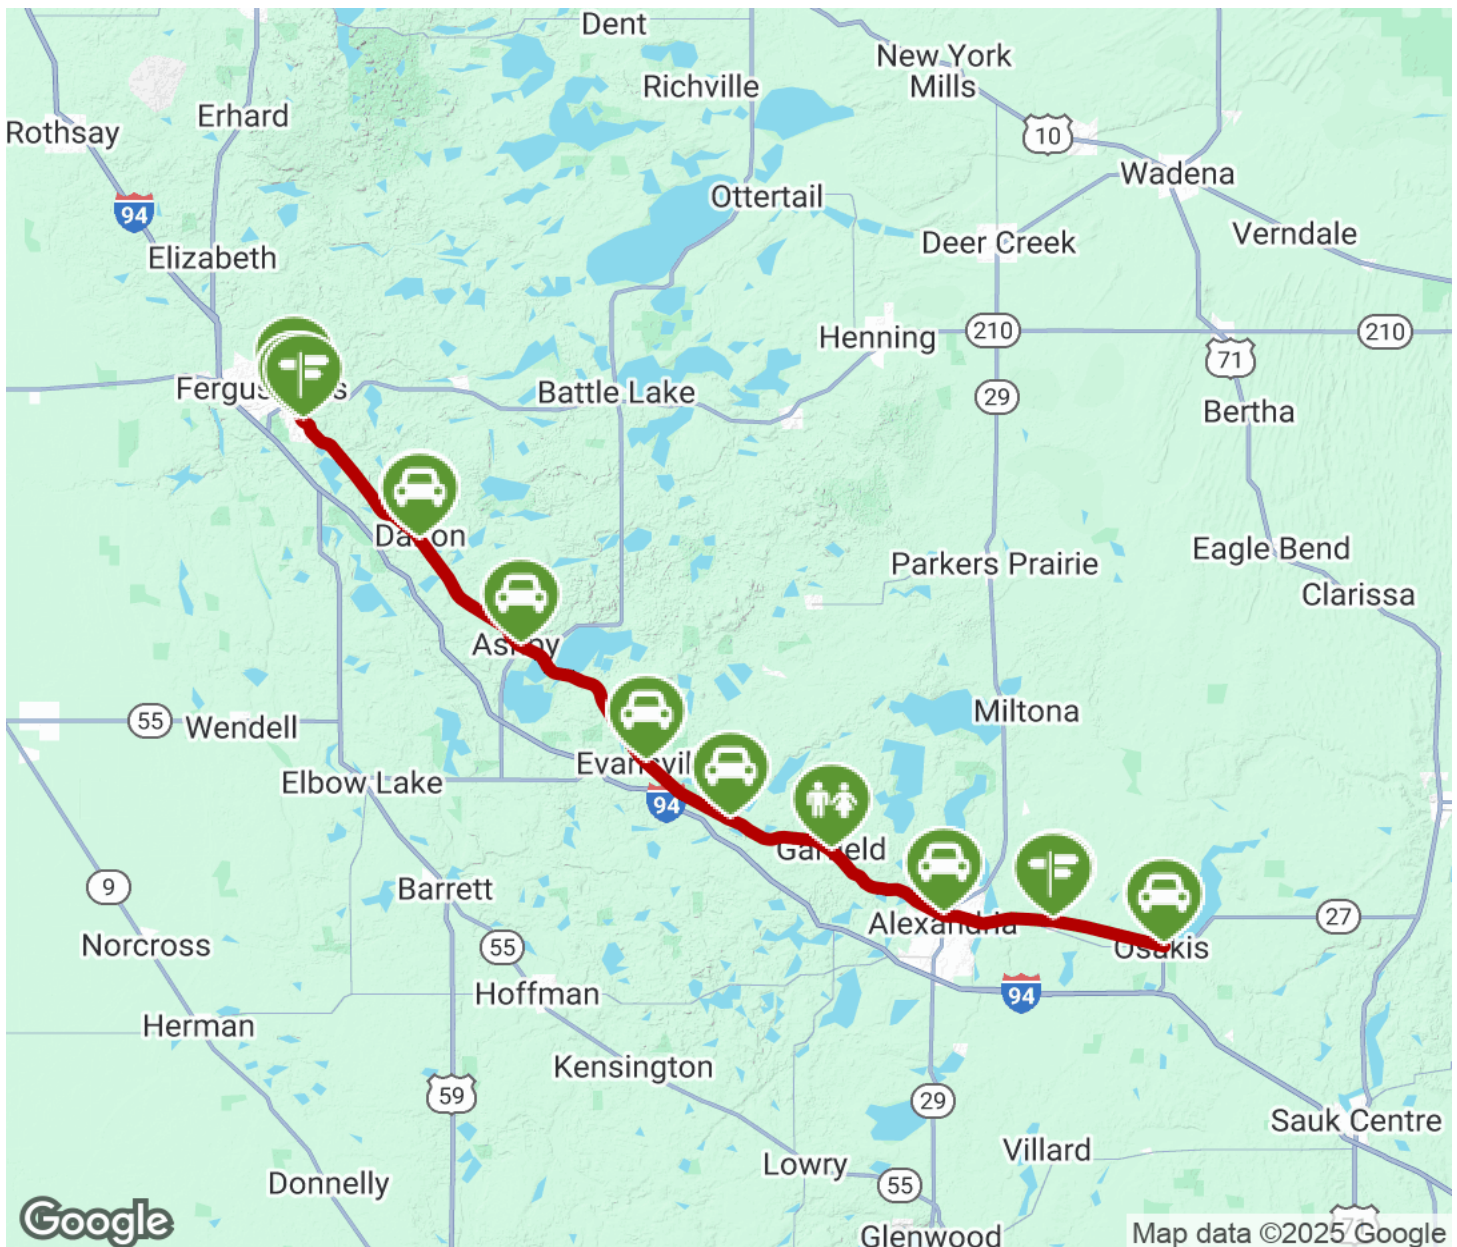 Dent
New York
Mills
Richville
Erhard
Rothsay
10
Wadena
94
Ottertail
Verndale
Deer Creek
Elizabeth
Henning
210
210
71
Battle Lake
29
Bertha
Eagle Bend
Parkers Prairie
Clarissa
Miltona
55
Wendell
Elbow Lake
94
Barrett
9
27
Norcross
55
Osakis
Alexandria
Hoffman
94
Herman
Kensington
59
29
Sauk Centre
Villard
Lowry
Donnelly
55
71
Google
Glenwood
Map data ©2025 Google